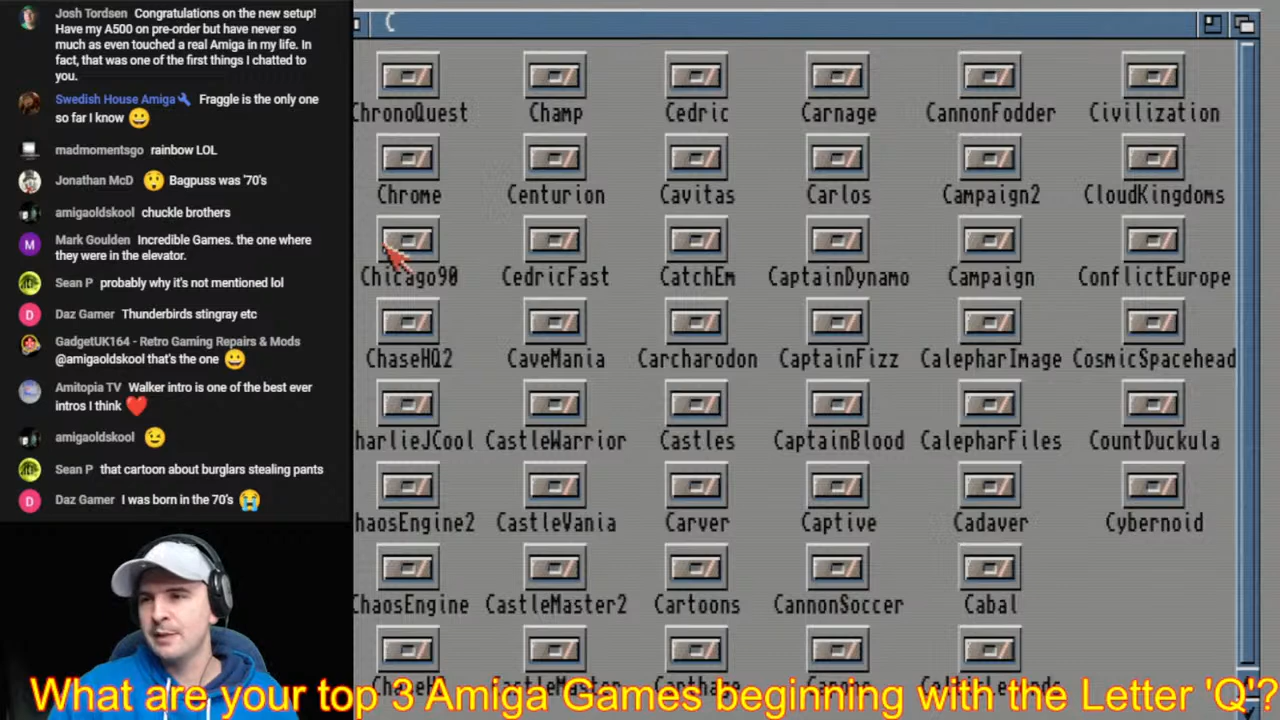 Josh Tordsen Congratulations on the new setup!
Have my A500 on pre-order but have never so
much as even touched a real Amiga in my life. In
fact, that was one of the first things I chatted to
you.
Swedish House Amiga Fraggle is the only one
so far I know 😀
madmomentsgo rainbow LOL
Jonathan McD 😲 Bagpuss was '70's
amigaoldskool chuckle brothers
M
Mark Goulden Incredible Games. the one where
they were in the elevator.
Sean P probably why it's not mentioned lol
D
Daz Gamer Thunderbirds stingray etc
GadgetUK164 - Retro Gaming Repairs & Mods
@amigaoldskool that's the one 😀
Amitopia TV Walker intro is one of the best ever
intros I think ❤️
amigaoldskool 😉
Sean P that cartoon about burglars stealing pants
D
Daz Gamer I was born in the 70's 😭
C
ChronoQuest Champ Cedric Carnage CannonFodder Civilization
Chrome Centurion Cavitas Carlos Campaign2 CloudKingdoms
Chicago90 CedricFast CatchEm CaptainDynamo Campaign ConflictEurope
ChaseHQ2 CaveMania Carcharodon CaptainFizz CalepharImage CosmicSpacehead
harlieJCool CastleWarrior Castles CaptainBlood CalepharFiles CountDuckula
haosEngine2 CastleVania Carver Captive Cadaver Cybernoid
ChaosEngine CastleMaster2 Cartoons CannonSoccer Cabal
What are your top 3 Amiga Games beginning with the Letter 'Q'?